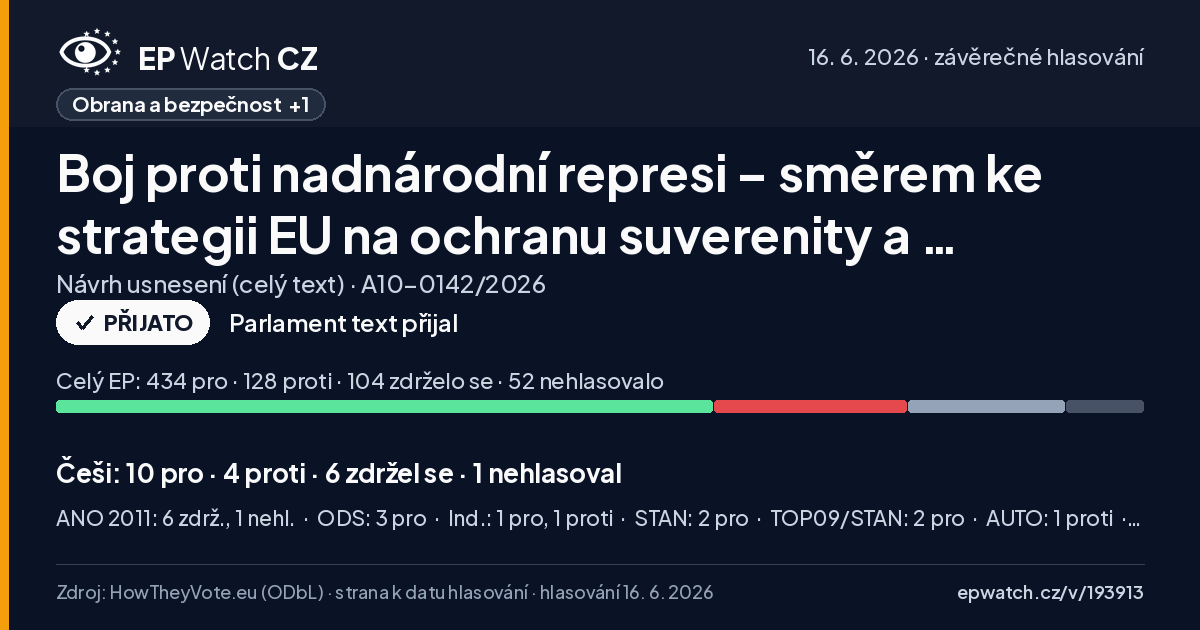 EP Watch CZ
16. 6. 2026 · závěrečné hlasování
Obrana a bezpečnost +1
Boj proti nadnárodní represi – směrem ke
strategii EU na ochranu suverenity a …
Návrh usnesení (celý text) · A10–0142/2026
✓ PŘIJATO Parlament text přijal
Celý EP: 434 pro · 128 proti · 104 zdrželo se · 52 nehlasovalo
Češi: 10 pro · 4 proti · 6 zdržel se · 1 nehlasoval
ANO 2011: 6 zdrž., 1 nehl. · ODS: 3 pro · Ind.: 1 pro, 1 proti · STAN: 2 pro · TOP09/STAN: 2 pro · AUTO: 1 proti ·…
Zdroj: HowTheyVote.eu (ODbL) · strana k datu hlasování · hlasování 16. 6. 2026
epwatch.cz/v/193913